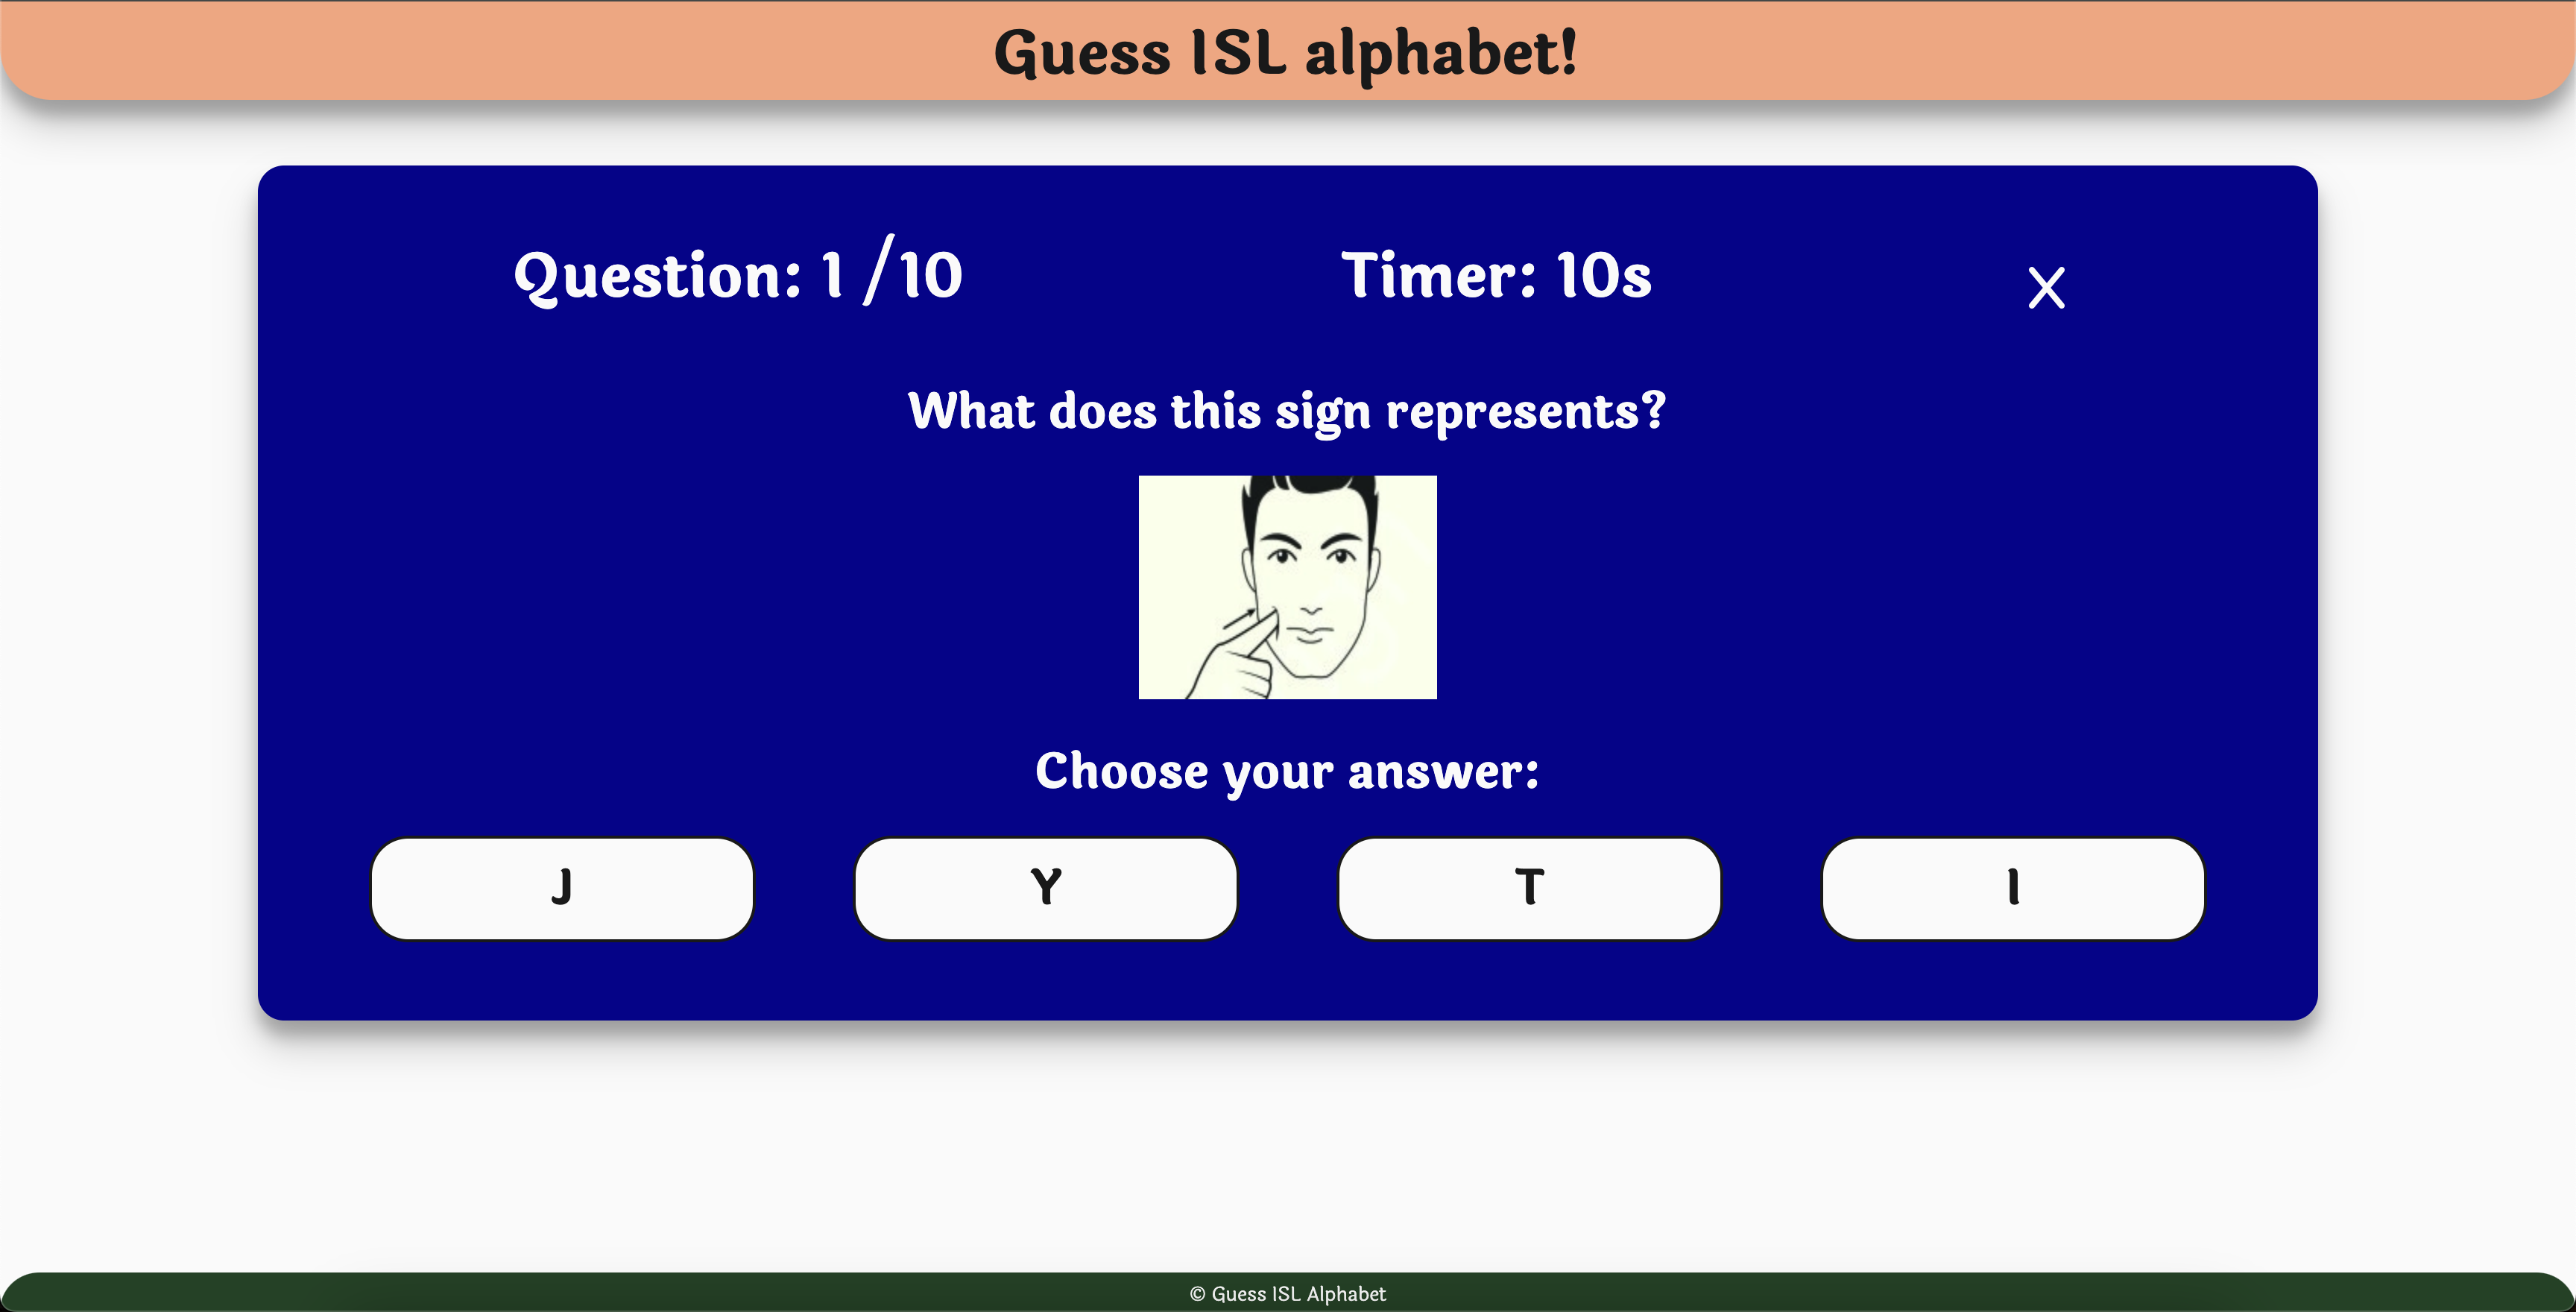 Guess ISL alphabet!
Question: 1 /10 Timer: 10s X
What does this sign represents?
Choose your answer:
J Y T I
© Guess ISL Alphabet